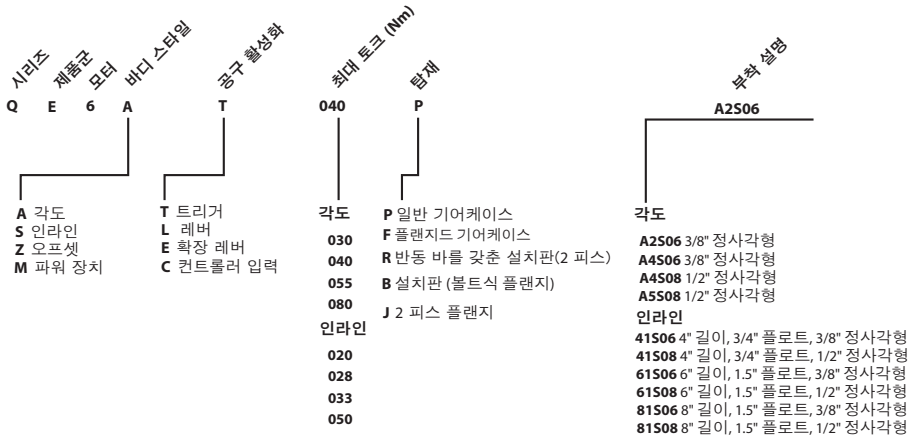 시리즈 제품군 모터 바디 스타일 공구 활성화 최대 토크 (Nm) 탑재 부착 설명
Q E 6 A T 040 P A2S06
A 각도
S 인라인
Z 오프셋
M 파워 장치
T 트리거
L 레버
E 확장 레버
C 컨트롤러 입력
각도
030
040
055
080
인라인
020
028
033
050
P 일반 기어케이스
F 플랜지드 기어케이스
R 반동 바를 갖춘 설치판(2 피스)
B 설치판 (볼트식 플랜지)
J 2 피스 플랜지
각도
A2S06 3/8" 정사각형
A4S06 3/8" 정사각형
A4S08 1/2" 정사각형
A5S08 1/2" 정사각형
인라인
41S06 4" 길이, 3/4" 플로트, 3/8" 정사각형
41S08 4" 길이, 3/4" 플로트, 1/2" 정사각형
61S06 6" 길이, 1.5" 플로트, 3/8" 정사각형
61S08 6" 길이, 1.5" 플로트, 1/2" 정사각형
81S06 8" 길이, 1.5" 플로트, 3/8" 정사각형
81S08 8" 길이, 1.5" 플로트, 1/2" 정사각형